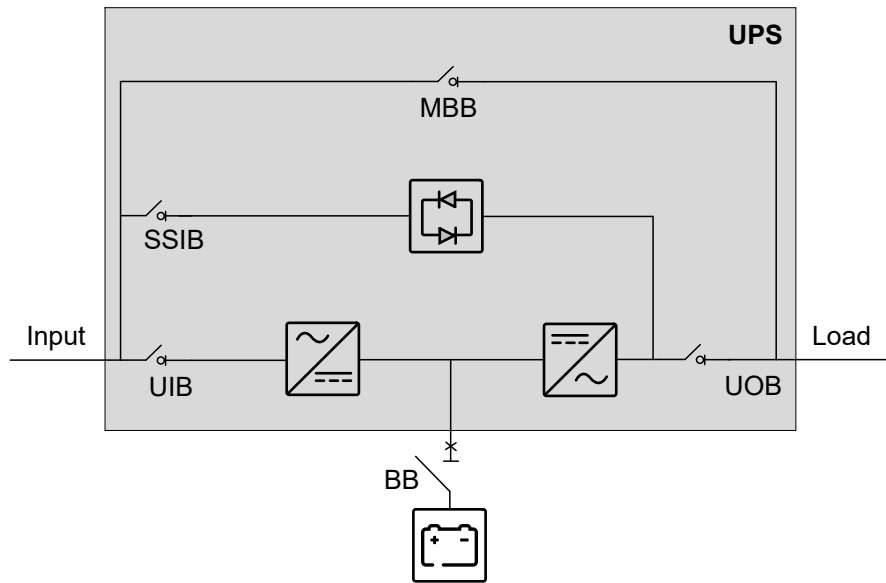 UPS
MBB
SSIB
Input
Load
UIB
UOB
BB
+ -